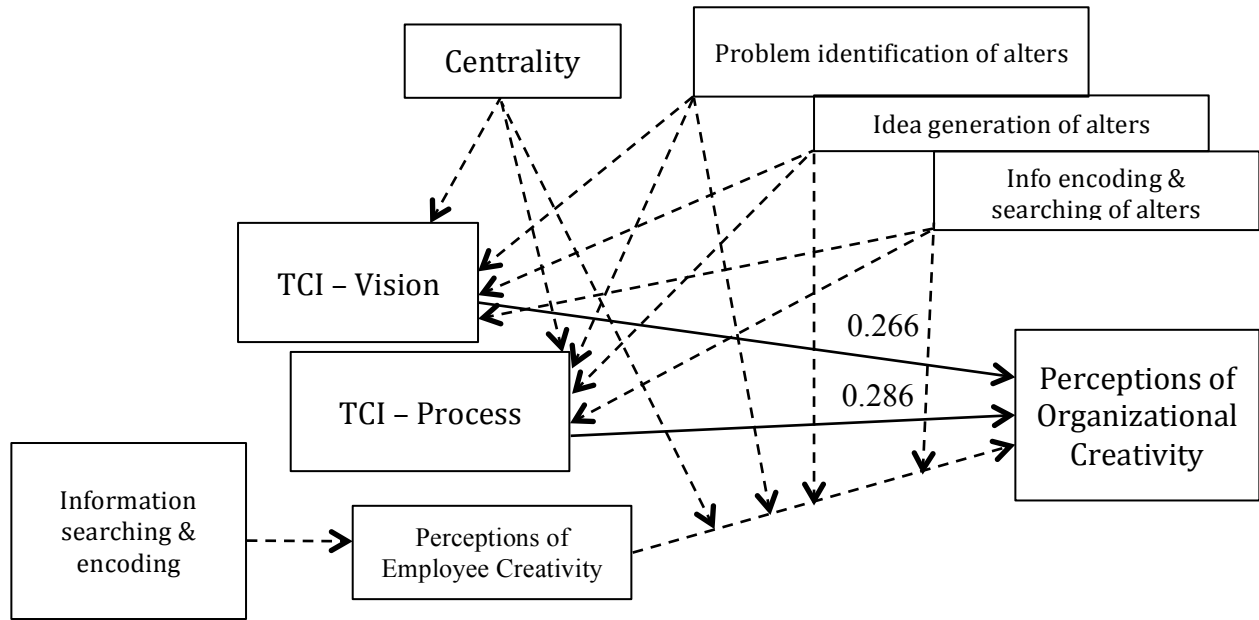 Centrality
Problem identification of alters
Idea generation of alters
Info encoding &
searching of alters
TCI – Vision
0.266
TCI – Process
0.286
Perceptions of
Organizational
Creativity
Information
searching &
encoding
Perceptions of
Employee Creativity